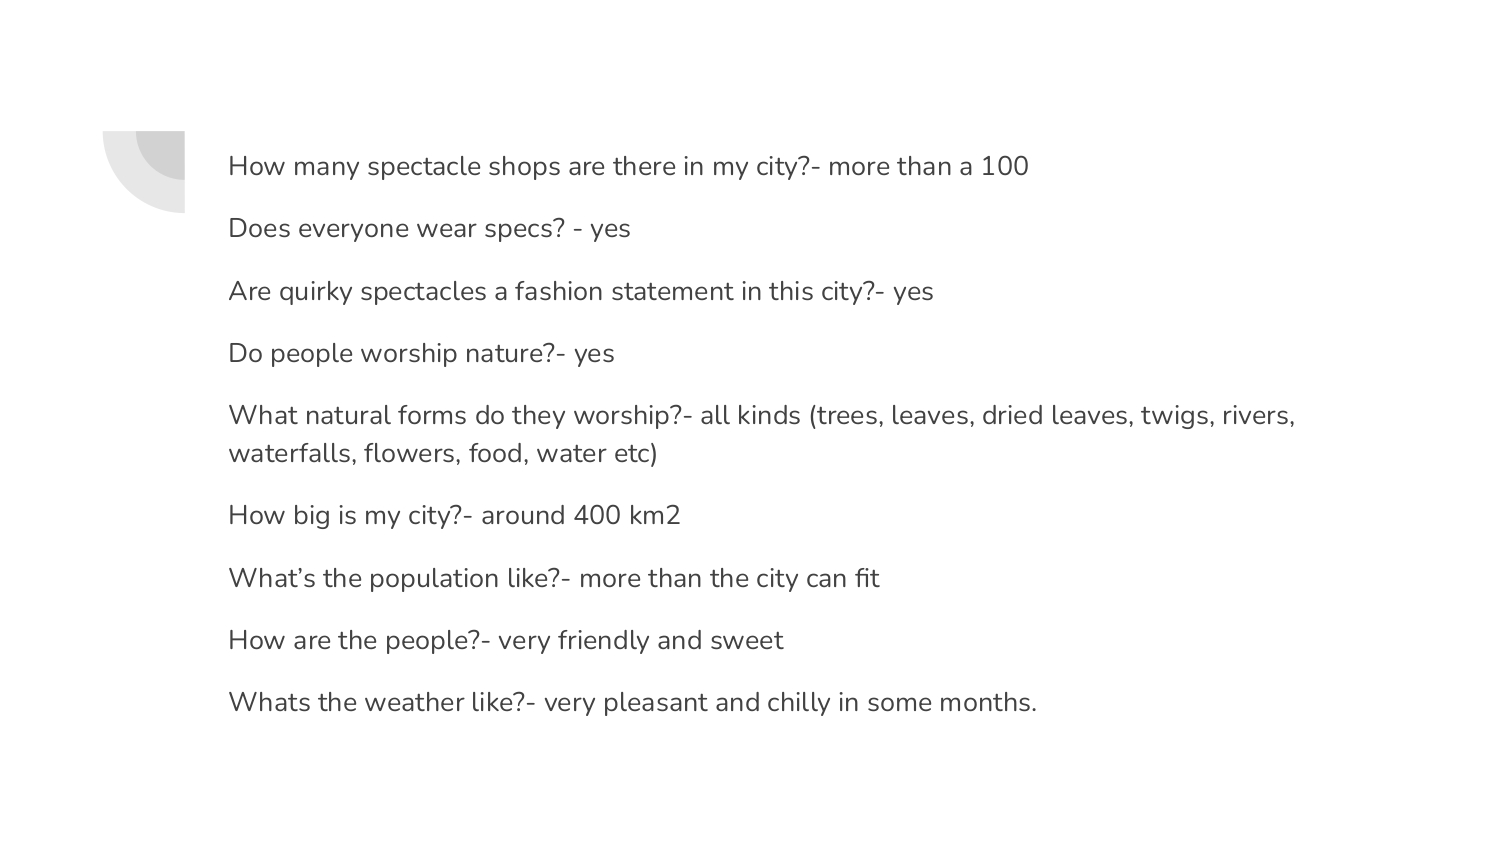 How many spectacle shops are there in my city?- more than a 100
Does everyone wear specs? - yes
Are quirky spectacles a fashion statement in this city?- yes
Do people worship nature?- yes
What natural forms do they worship?- all kinds (trees, leaves, dried leaves, twigs, rivers,
waterfalls, flowers, food, water etc)
How big is my city?- around 400 km2
What’s the population like?- more than the city can fit
How are the people?- very friendly and sweet
Whats the weather like?- very pleasant and chilly in some months.